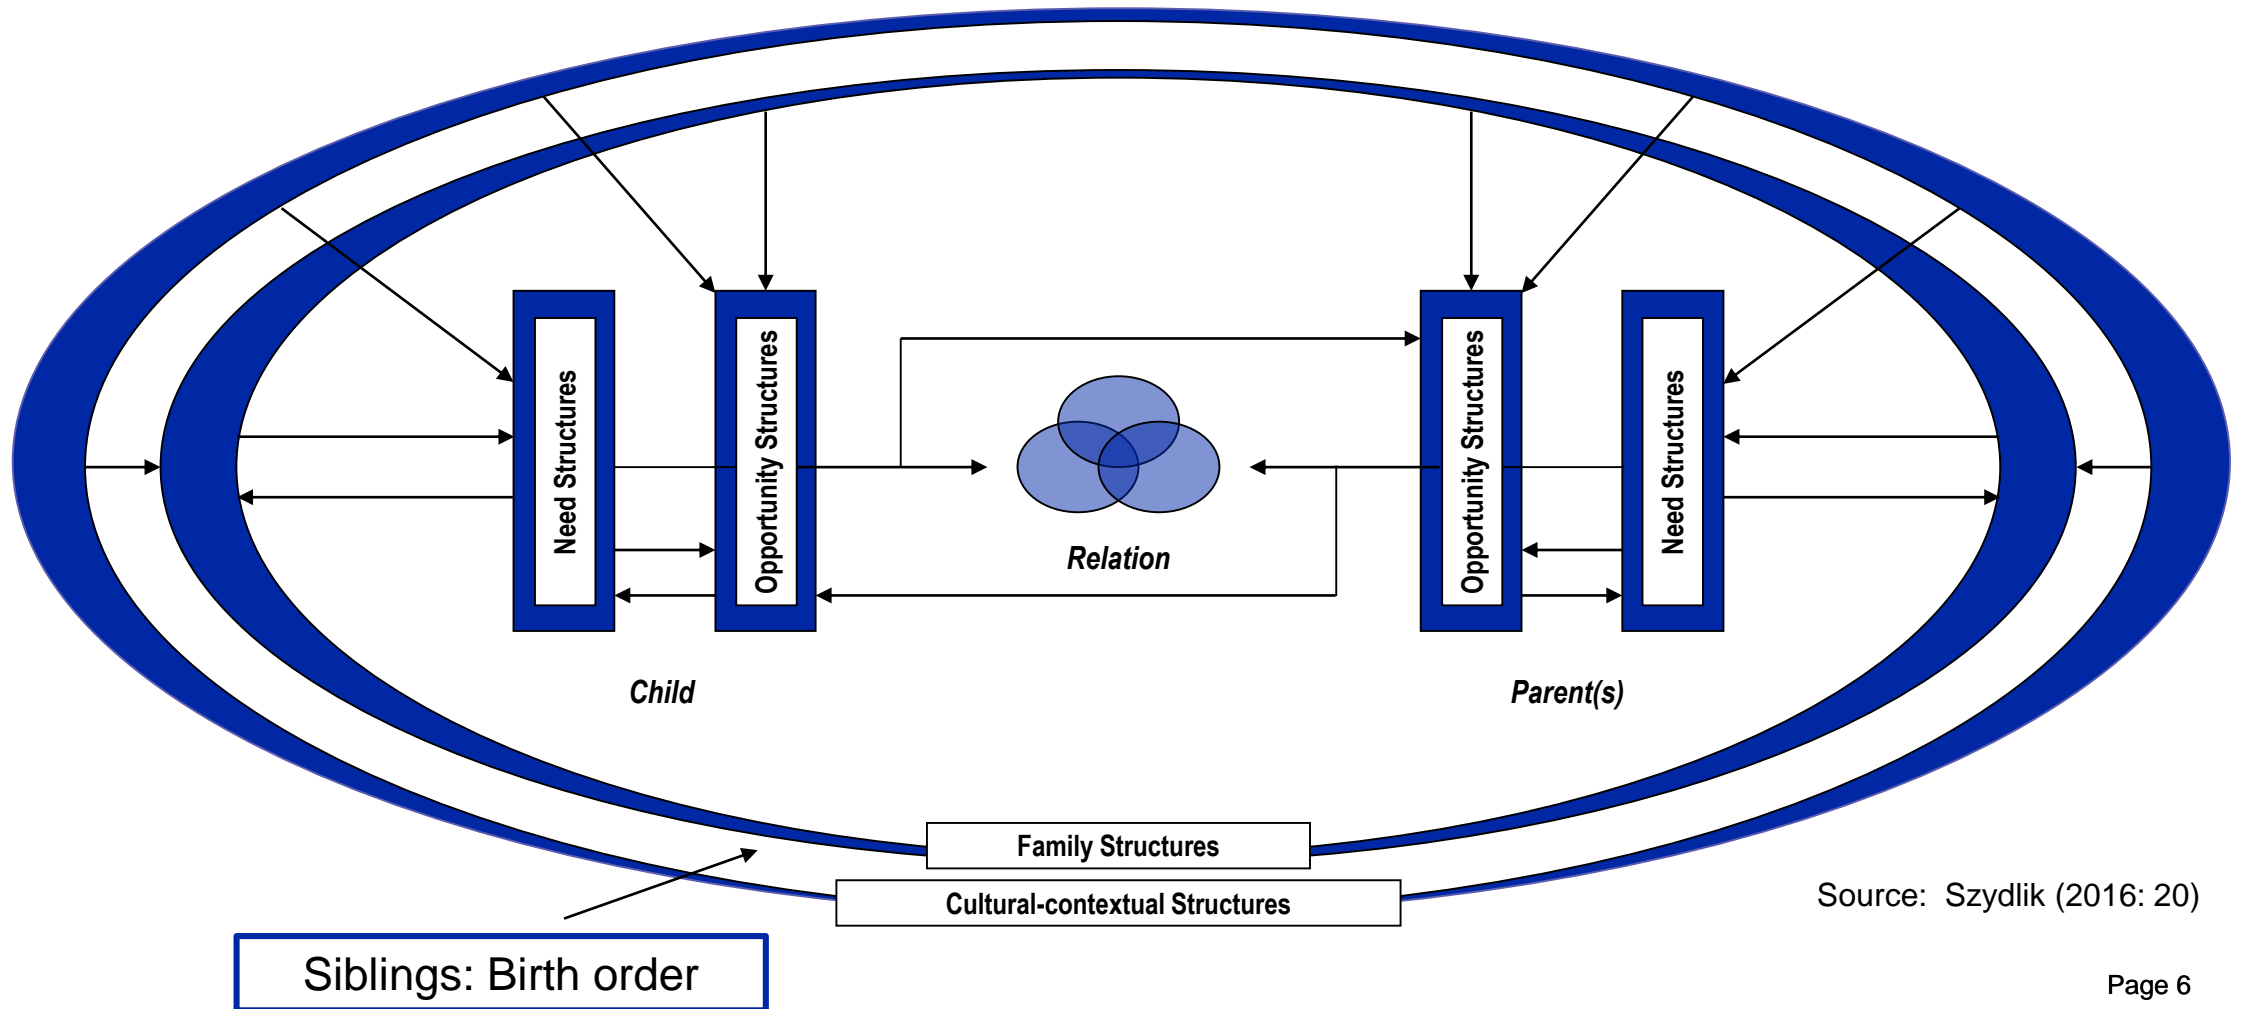 Need Structures
Opportunity Structures
Relation
Opportunity Structures
Need Structures
Child
Parent(s)
Family Structures
Cultural-contextual Structures
Source: Szydlik (2016: 20)
Siblings: Birth order
Page 6